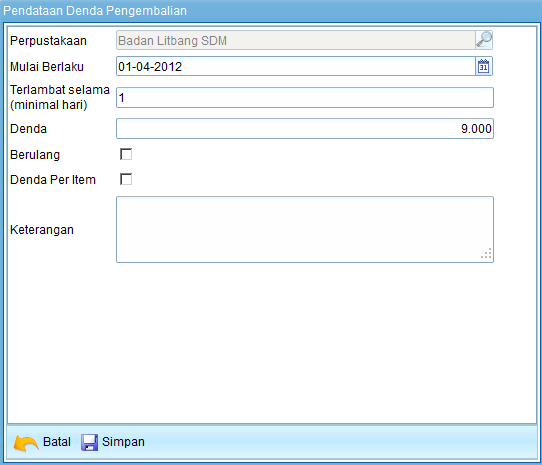 Pendataan Denda Pengembalian
Perpustakaan Badan Litbang SDM
Mulai Berlaku 01-04-2012 31
Terlambat selama
(minimal hari) 1
Denda 9.000
Berulang
Denda Per Item
Keterangan
Batal Simpan